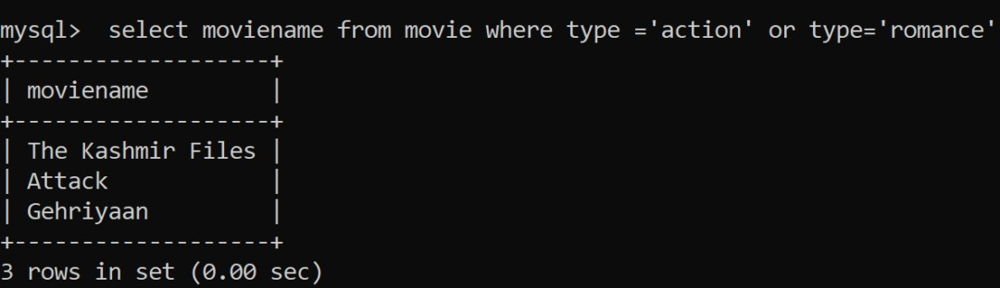 mysql>  select moviename from movie where type ='action' or type='romance'
+-------------------+
| moviename         |
+-------------------+
| The Kashmir Files |
| Attack            |
| Gehriyaan         |
+-------------------+
3 rows in set (0.00 sec)